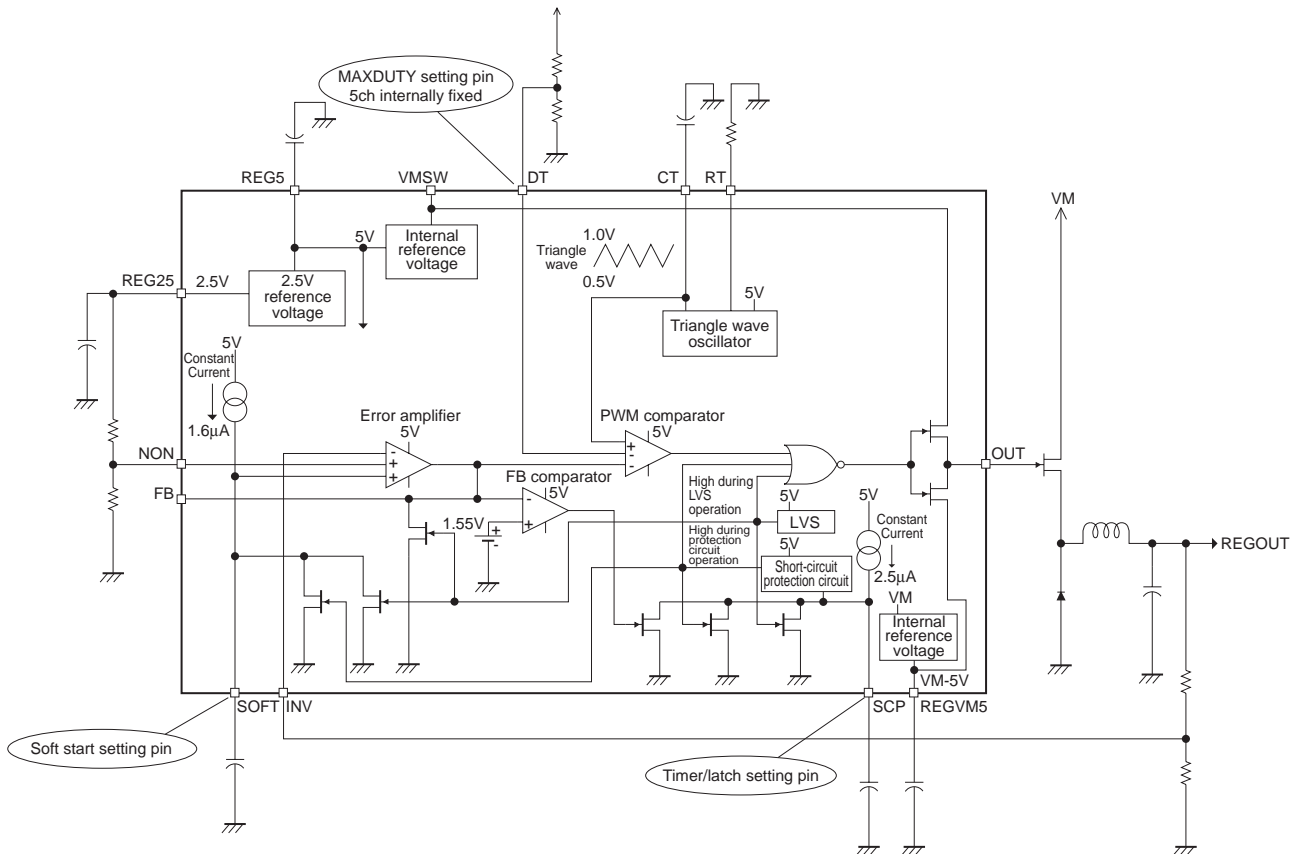 MAXDUTY setting pin
5ch internally fixed
REG5
VMSW
DT
CT
RT
VM
5V
Internal
reference
voltage
Triangle
wave
1.0V
0.5V
REG25
2.5V
2.5V
reference
voltage
5V
Triangle wave
oscillator
5V
Constant
Current
1.6μA
Error amplifier
5V
-
+
+
PWM comparator
5V
+
-
-
NON
FB
FB comparator
5V
-
+
1.55V
+
-
High during
LVS
operation
High during
protection
circuit
operation
5V
LVS
5V
Short-circuit
protection circuit
5V
Constant
Current
2.5μA
OUT
REGOUT
VM
Internal
reference
voltage
VM-5V
SOFT
INV
SCP
REGVM5
Soft start setting pin
Timer/latch setting pin